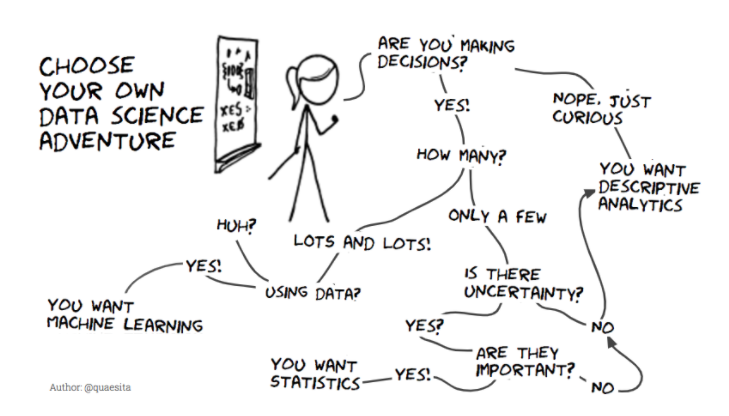 CHOOSE
YOUR OWN
DATA SCIENCE
ADVENTURE
ARE YOU MAKING
DECISIONS?
YES!
NOPE, JUST
CURIOUS
HOW MANY?
YOU WANT
DESCRIPTIVE
ANALYTICS
ONLY A FEW
LOTS AND LOTS!
HUH?
YES!
USING DATA?
YOU WANT
MACHINE LEARNING
IS THERE
UNCERTAINTY?
YES?
NO
ARE THEY
IMPORTANT?
YOU WANT
STATISTICS
YES!
NO
Author: @quaesita